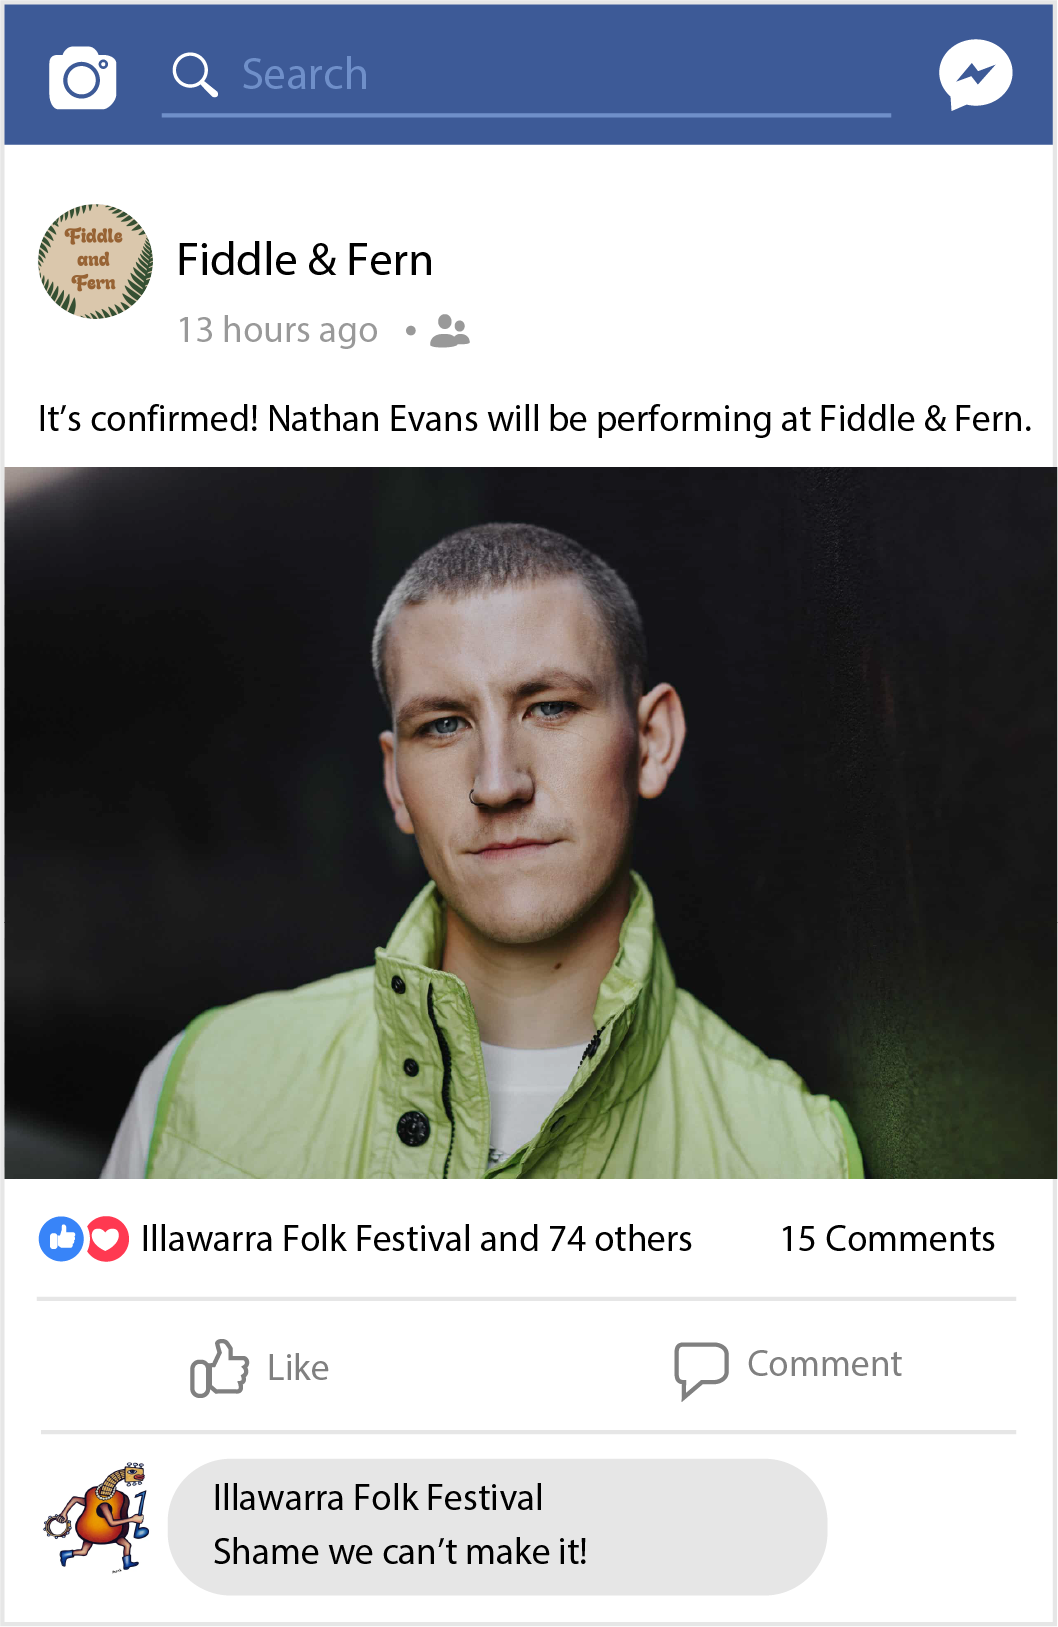 Search
Fiddle
and
Fern
Fiddle & Fern
13 hours ago
It’s confirmed! Nathan Evans will be performing at Fiddle & Fern.
Illawarra Folk Festival and 74 others
15 Comments
Like
Comment
Illawarra Folk Festival
Shame we can’t make it!